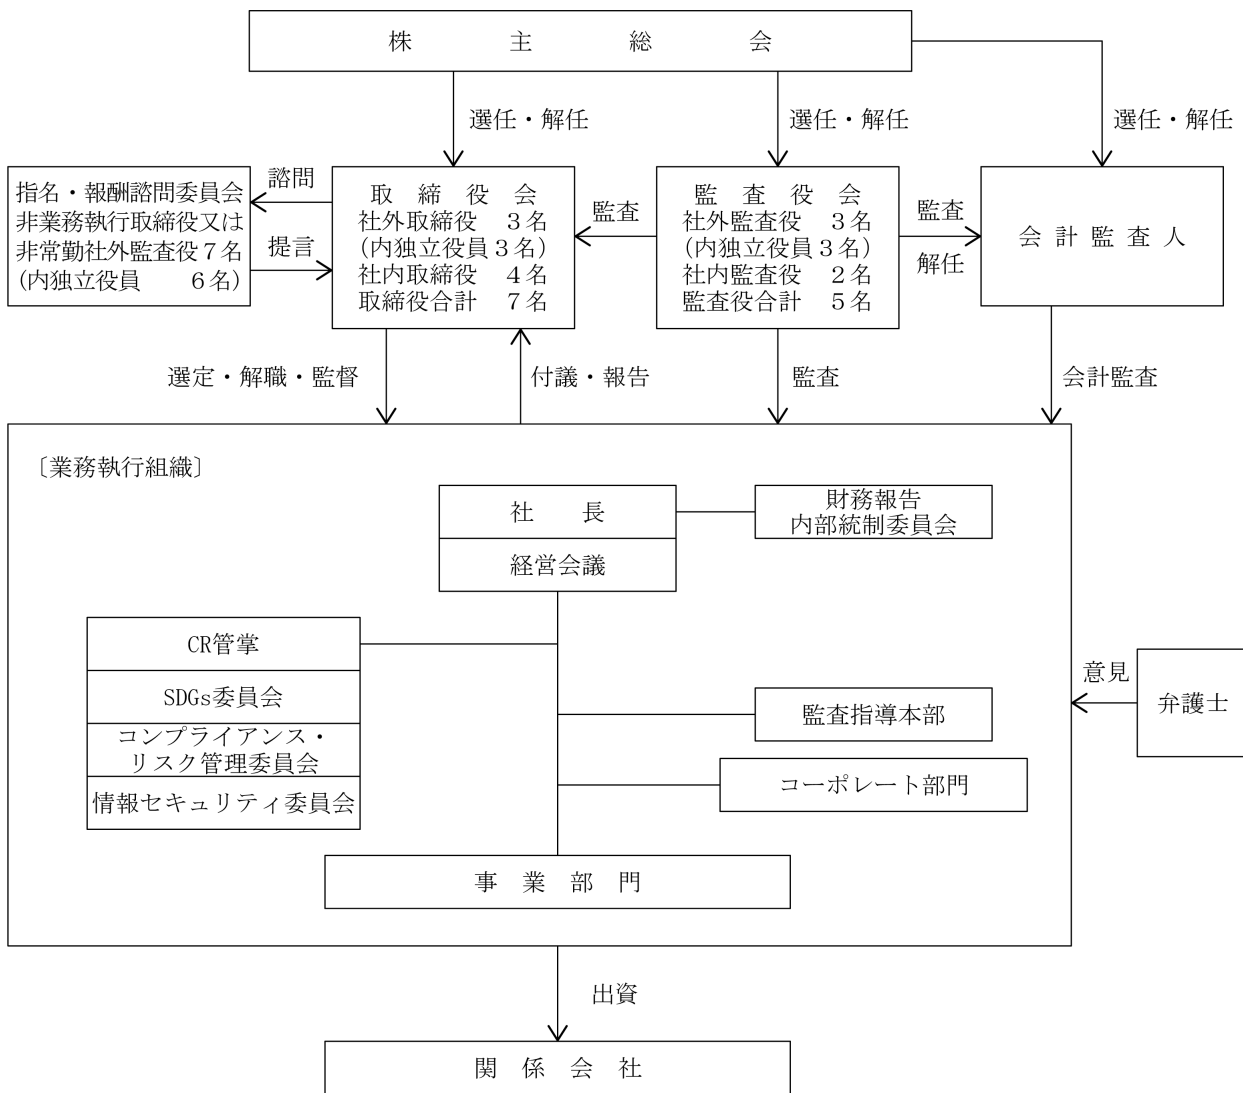 株主総会
選任・解任
選任・解任
選任・解任
指名・報酬諮問委員会
非業務執行取締役又は
非常勤社外監査役7名
(内独立役員 6名)
諮問
提言
取締役会
社外取締役 3名
(内独立役員3名)
社内取締役 4名
取締役合計 7名
監査
監査役会
社外監査役 3名
(内独立役員3名)
社内監査役 2名
監査役合計 5名
監査
解任
会計監査人
選定・解職・監督
付議・報告
監査
会計監査
〔業務執行組織〕
社長
経営会議
財務報告
内部統制委員会
CR管掌
SDGs委員会
コンプライアンス・
リスク管理委員会
情報セキュリティ委員会
監査指導本部
コーポレート部門
意見
弁護士
事業部門
出資
関係会社